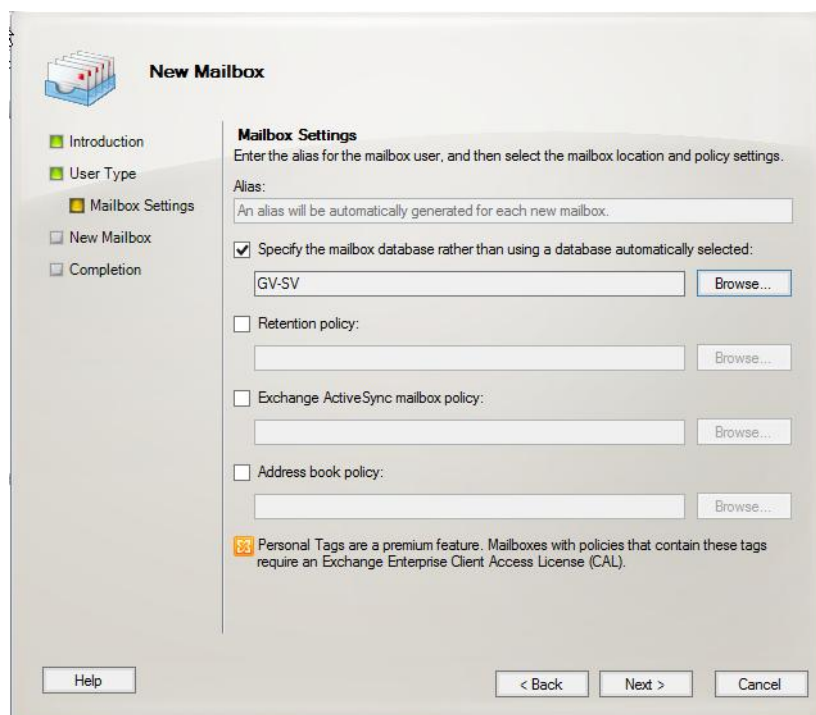 New Mailbox
Introduction
User Type
Mailbox Settings
New Mailbox
Completion
Mailbox Settings
Enter the alias for the mailbox user, and then select the mailbox location and policy settings.
Alias:
An alias will be automatically generated for each new mailbox.
Specify the mailbox database rather than using a database automatically selected:
GV-SV
Browse...
Retention policy:
Browse...
Exchange ActiveSync mailbox policy:
Browse...
Address book policy:
Browse...
Personal Tags are a premium feature. Mailboxes with policies that contain these tags
require an Exchange Enterprise Client Access License (CAL).
Help
< Back
Next >
Cancel